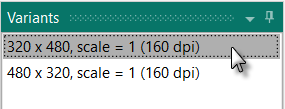 Variants
320 x 480, scale = 1 (160 dpi)
480 x 320, scale = 1 (160 dpi)